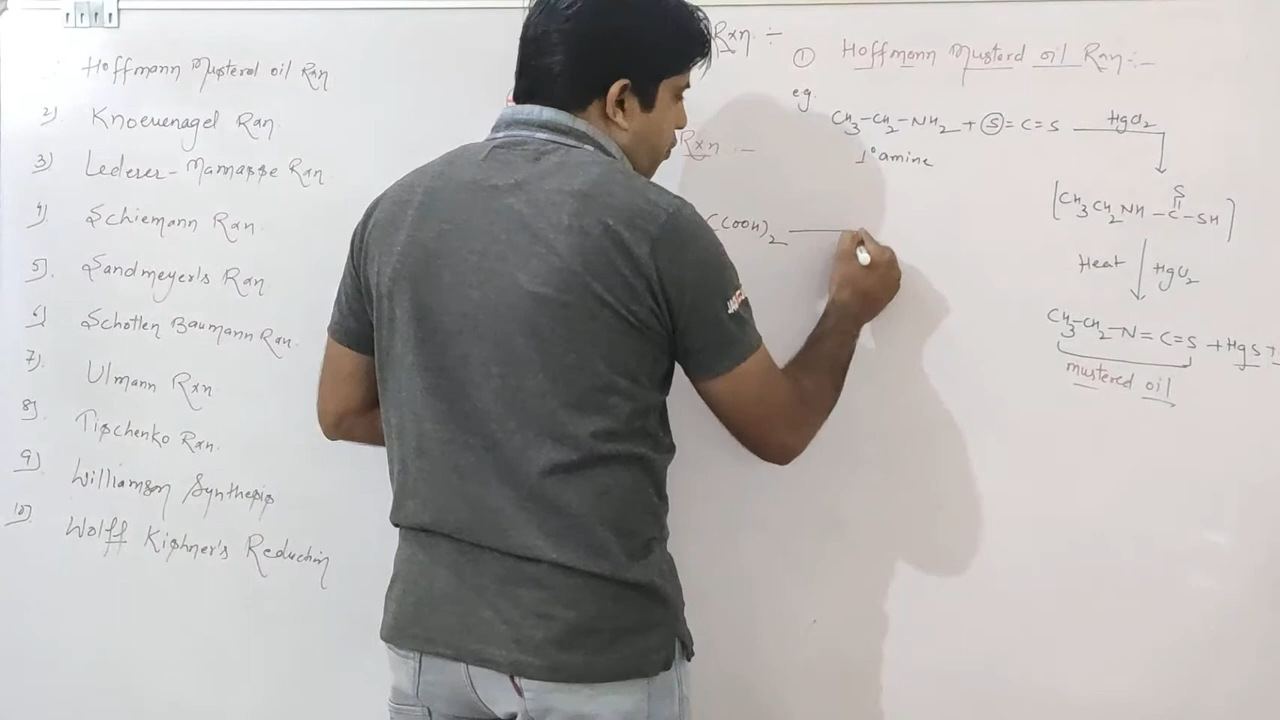 Hoffmann Musterd oil Rxn
2) Knoevenagel Rxn.
3) Lederer-Manasse Rxn
4) Schiemann Rxn
5) Sandmeyer's Rxn
6) Schotten Baumann Rxn.
7). Ulmann Rxn
8). Tischenko Rxn.
9). Williamson Synthesis
10). Wolff Kishner's Reduction
Rxn ÷
Rxn :-
(COOH)2
① Hoffmann Musterd oil Rxn:-
eg.
CH3-CH2-NH2 + S=C=S HgCl2
1° amine
S
[CH3CH2NH-C-SH]
Heat HgCl2
CH3-CH2-N=C=S + HgS +
mustered oil